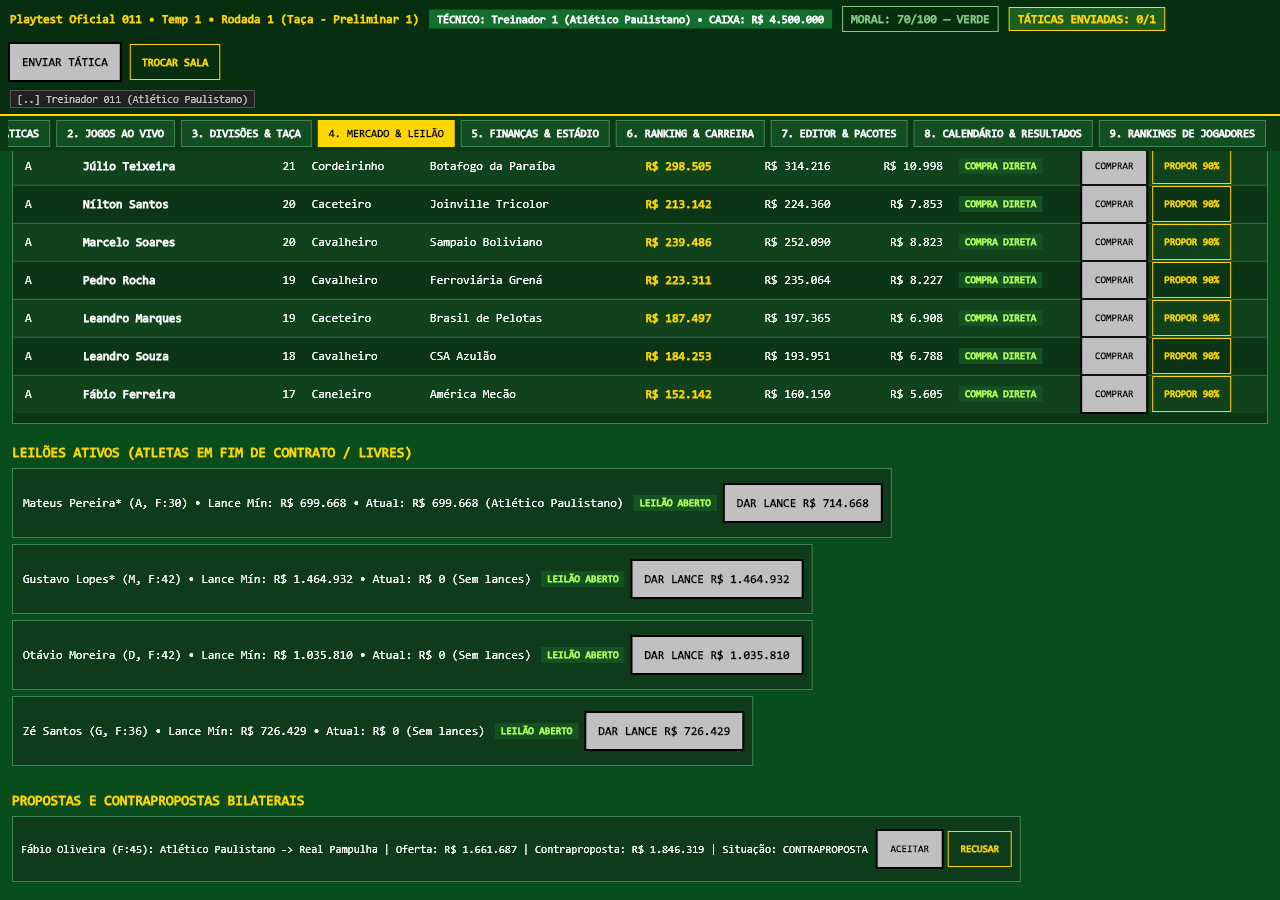 Playtest Oficial 011 • Temp 1 • Rodada 1 (Taça - Preliminar 1) TÉCNICO: Treinador 1 (Atlético Paulistano) • CAIXA: R$ 4.500.000 MORAL: 70/100 — VERDE TÁTICAS ENVIADAS: 0/1
ENVIAR TÁTICA TROCAR SALA
[..] Treinador 011 (Atlético Paulistano)
TICAS 2. JOGOS AO VIVO 3. DIVISÕES & TAÇA 4. MERCADO & LEILÃO 5. FINANÇAS & ESTÁDIO 6. RANKING & CARREIRA 7. EDITOR & PACOTES 8. CALENDÁRIO & RESULTADOS 9. RANKINGS DE JOGADORES
A Júlio Teixeira 21 Cordeirinho Botafogo da Paraíba R$ 298.505 R$ 314.216 R$ 10.998 COMPRA DIRETA COMPRAR PROPOR 90%
A Nílton Santos 20 Caceteiro Joinville Tricolor R$ 213.142 R$ 224.360 R$ 7.853 COMPRA DIRETA COMPRAR PROPOR 90%
A Marcelo Soares 20 Cavalheiro Sampaio Boliviano R$ 239.486 R$ 252.090 R$ 8.823 COMPRA DIRETA COMPRAR PROPOR 90%
A Pedro Rocha 19 Cavalheiro Ferroviária Grená R$ 223.311 R$ 235.064 R$ 8.227 COMPRA DIRETA COMPRAR PROPOR 90%
A Leandro Marques 19 Caceteiro Brasil de Pelotas R$ 187.497 R$ 197.365 R$ 6.908 COMPRA DIRETA COMPRAR PROPOR 90%
A Leandro Souza 18 Cavalheiro CSA Azulão R$ 184.253 R$ 193.951 R$ 6.788 COMPRA DIRETA COMPRAR PROPOR 90%
A Fábio Ferreira 17 Caneleiro América Mecão R$ 152.142 R$ 160.150 R$ 5.605 COMPRA DIRETA COMPRAR PROPOR 90%
LEILÕES ATIVOS (ATLETAS EM FIM DE CONTRATO / LIVRES)
Mateus Pereira* (A, F:30) • Lance Mín: R$ 699.668 • Atual: R$ 699.668 (Atlético Paulistano) LEILÃO ABERTO DAR LANCE R$ 714.668
Gustavo Lopes* (M, F:42) • Lance Mín: R$ 1.464.932 • Atual: R$ 0 (Sem lances) LEILÃO ABERTO DAR LANCE R$ 1.464.932
Otávio Moreira (D, F:42) • Lance Mín: R$ 1.035.810 • Atual: R$ 0 (Sem lances) LEILÃO ABERTO DAR LANCE R$ 1.035.810
Zé Santos (G, F:36) • Lance Mín: R$ 726.429 • Atual: R$ 0 (Sem lances) LEILÃO ABERTO DAR LANCE R$ 726.429
PROPOSTAS E CONTRAPROPOSTAS BILATERAIS
Fábio Oliveira (F:45): Atlético Paulistano -> Real Pampulha | Oferta: R$ 1.661.687 | Contraproposta: R$ 1.846.319 | Situação: CONTRAPROPOSTA ACEITAR RECUSAR